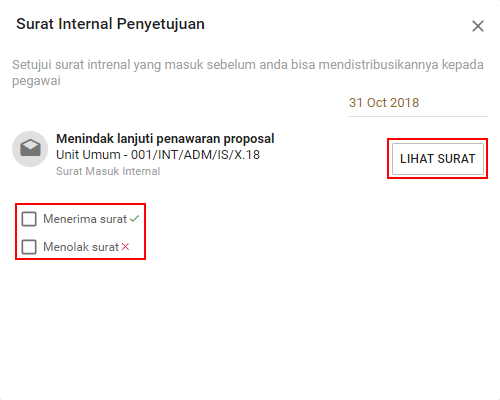 Surat Internal Penyetujuan
Setujui surat intrenal yang masuk sebelum anda bisa mendistribusikannya kepada
pegawai
31 Oct 2018
Menindak lanjuti penawaran proposal
Unit Umum - 001/INT/ADM/IS/X.18
Surat Masuk Internal
LIHAT SURAT
Menerima surat
Menolak surat